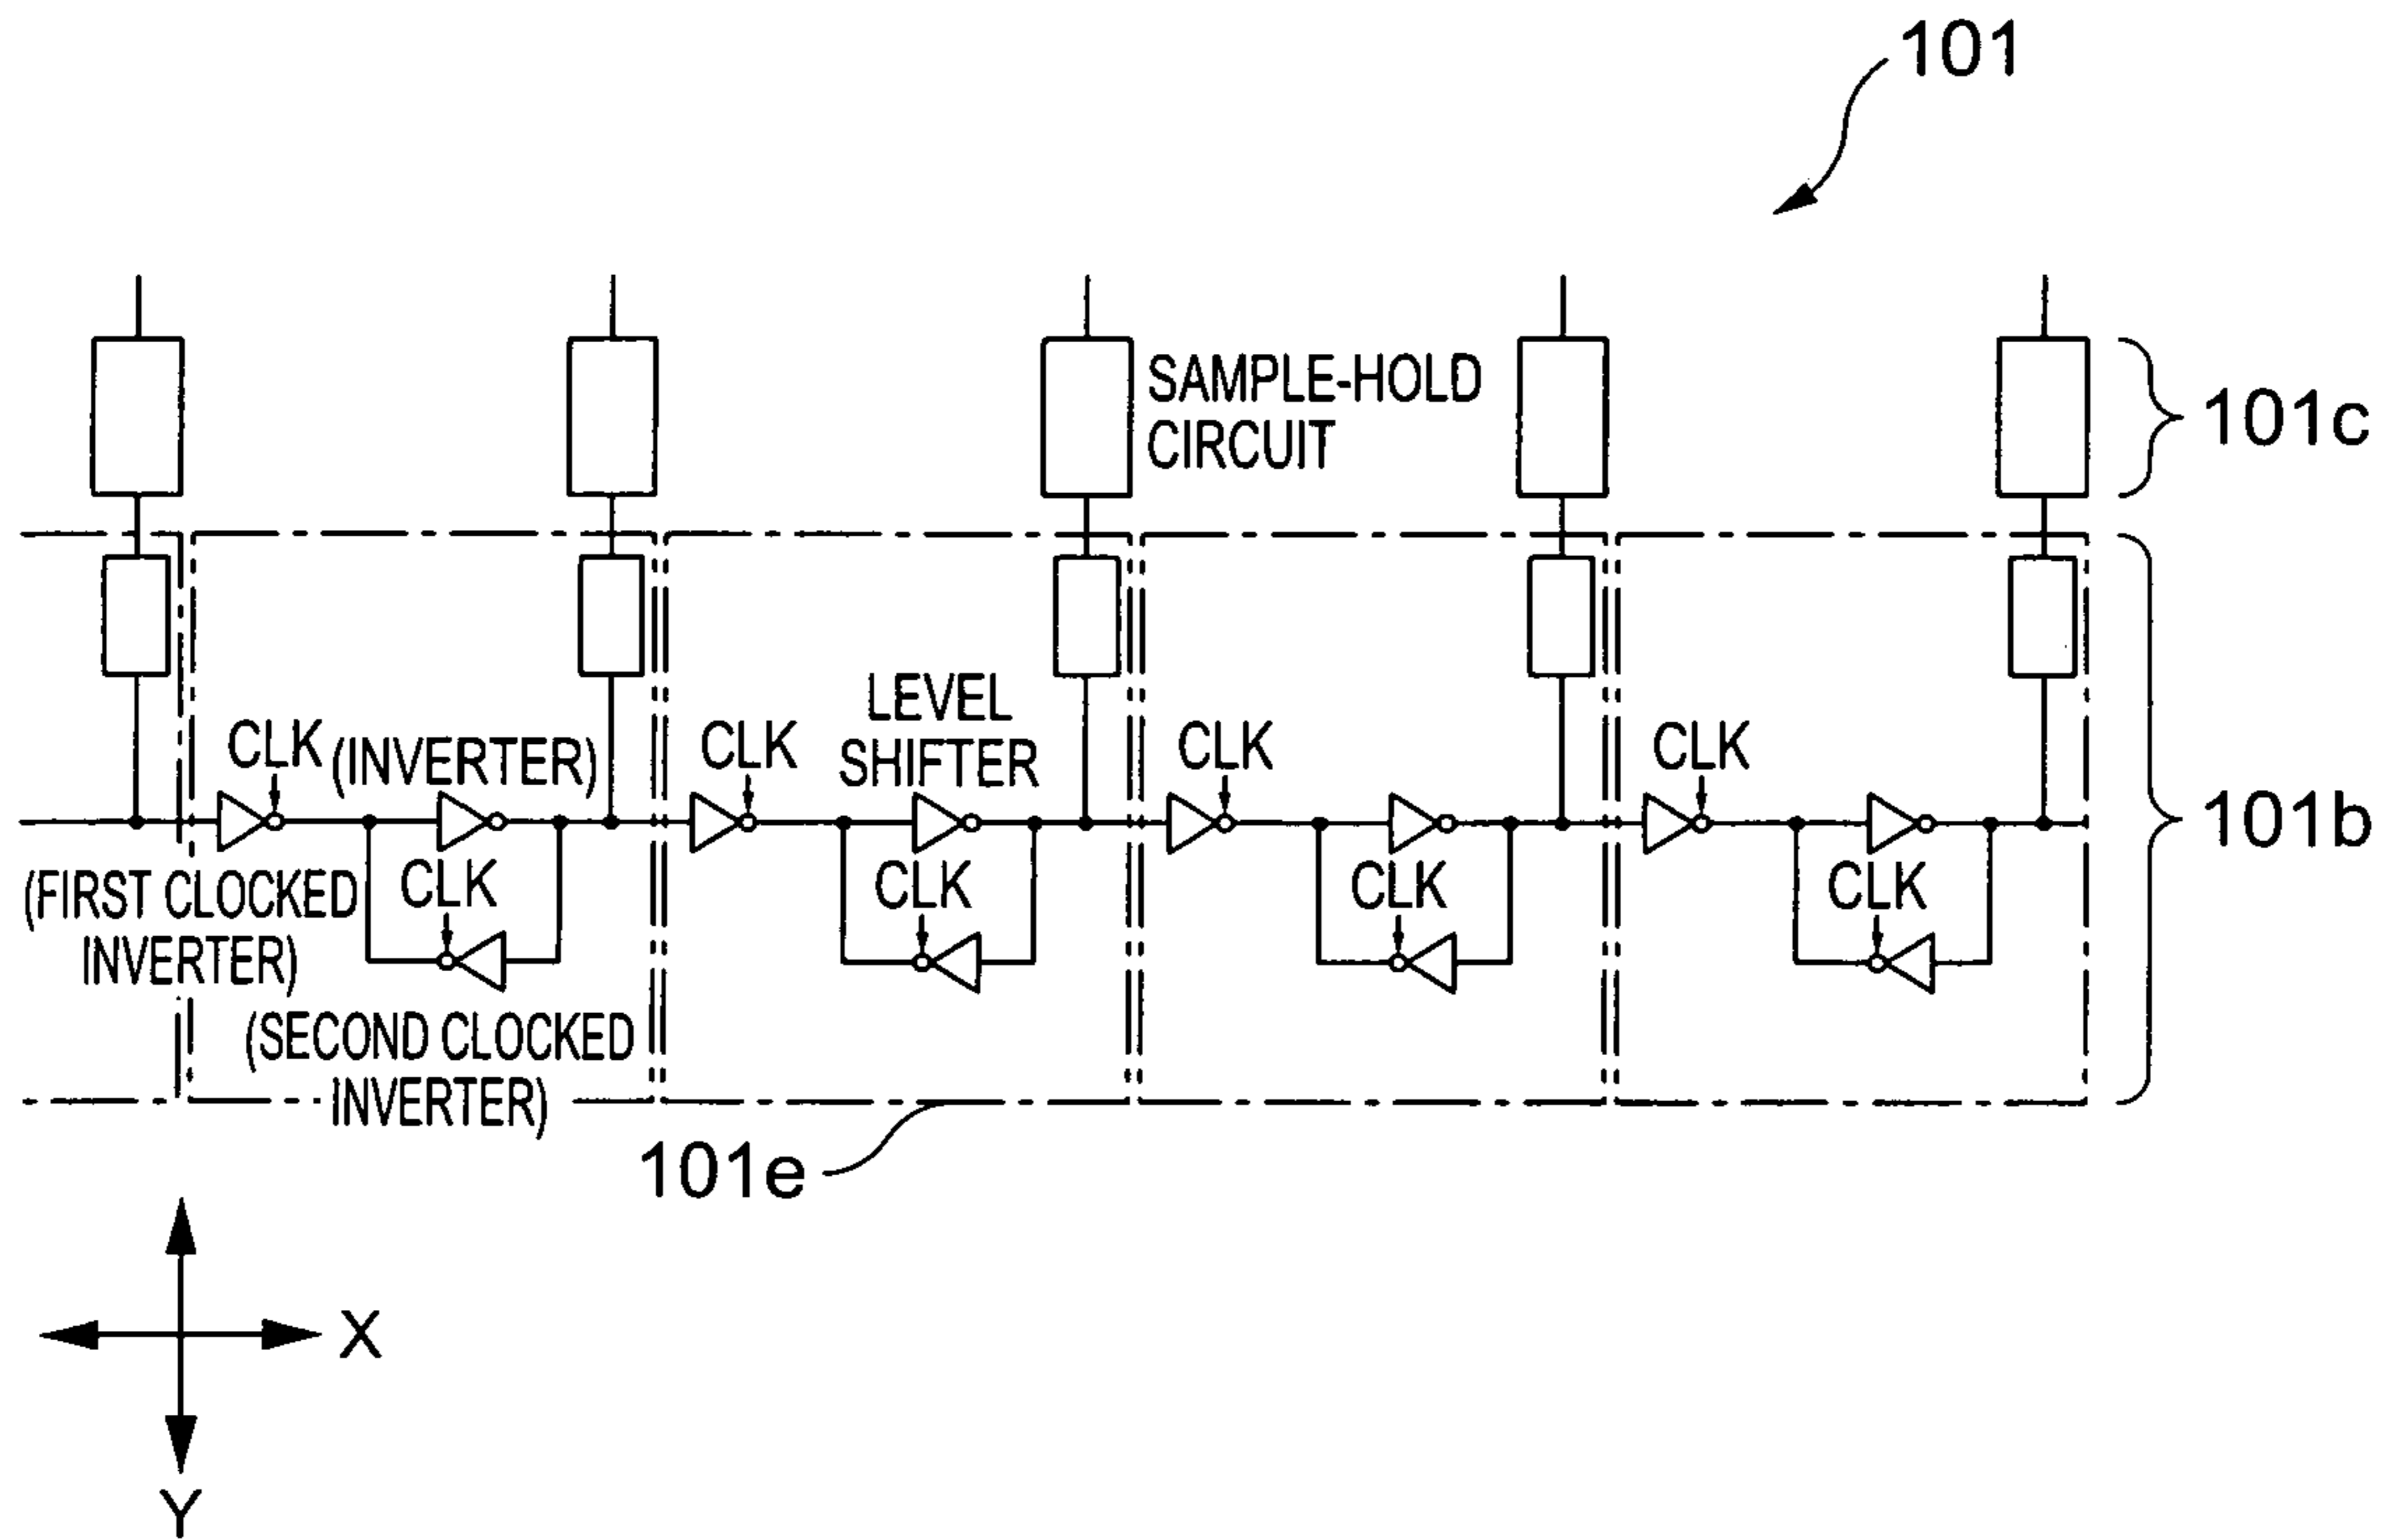 101
SAMPLE-HOLD
CIRCUIT
101c
LEVEL
SHIFTER
CLK
(INVERTER)
CLK
CLK
CLK
101b
(FIRST CLOCKED
INVERTER)
CLK
CLK
CLK
CLK
(SECOND CLOCKED
INVERTER)
101e
X
Y